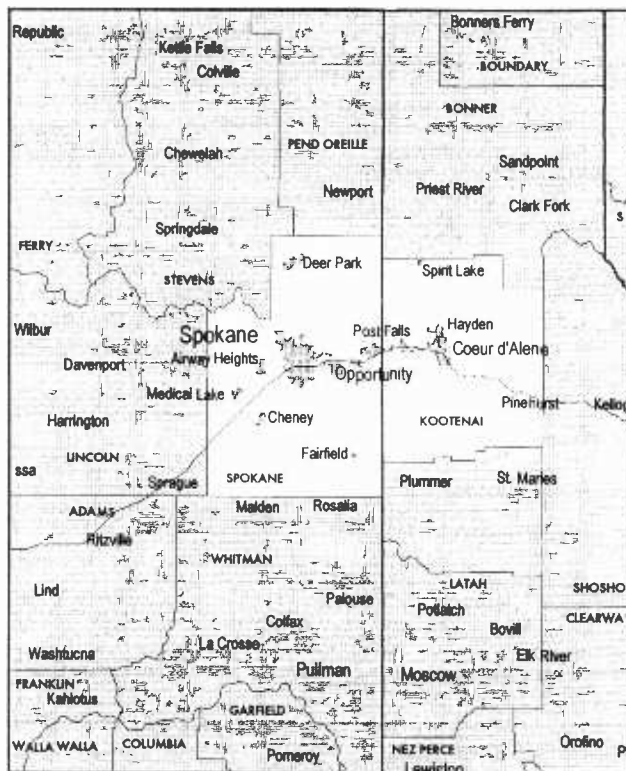 Republic
Kettle Falls
Colville
Bonners Ferry
BOUNDARY
BONNER
Chewelah
PEND OREILLE
Newport
Sandpoint
Priest River
Clark Fork
S
Springdale
FERRY
STEVENS
Deer Park
Spirit Lake
Wilbur
Spokane
Post Falls
Hayden
Coeur d'Alene
Davenport
Airway Heights
Opportunity
Medical Lake
Pinehurst
Kellog
Harrington
Cheney
KOOTENAI
LINCOLN
Fairfield
ssa
Sprague
SPOKANE
Plummer
St. Maries
ADAMS
Malden
Rosalia
Ritzville
WHITMAN
Lind
LATAH
SHOSHO
Palouse
Potlatch
CLEARWA
Colfax
Bovill
La Crosse
Washtucna
Elk River
Pullman
Moscow
FRANKLIN
Kahlotus
GARFIELD
WALLA WALLA
COLUMBIA
Pomeroy
NEZ PERCE
Orofino
P
Lewiston